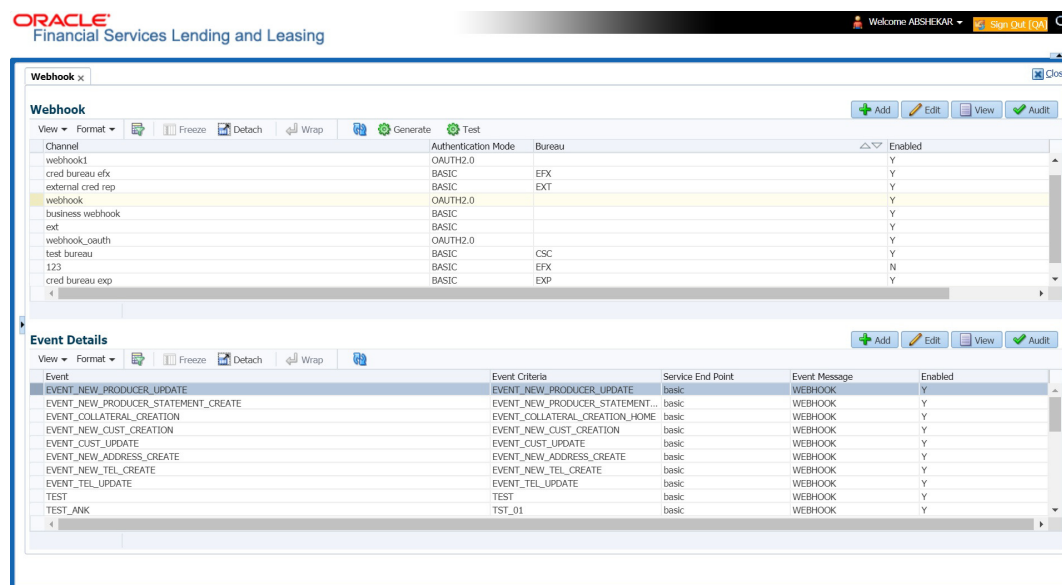 ORACLE®
Financial Services Lending and Leasing
Welcome ABSHEKAR
Sign Out [QA]
Webhook
Close
Webhook
Add Edit View Audit
View Format Freeze Detach Wrap Generate Test
Channel Authentication Mode Bureau Enabled
webhook1 OAUTH2.0 Y
cred bureau efx BASIC EFX Y
external cred rep BASIC EXT Y
webhook OAUTH2.0 Y
business webhook BASIC Y
ext BASIC Y
webhook_oauth OAUTH2.0 Y
test bureau BASIC CSC Y
123 BASIC EFX N
cred bureau exp BASIC EXP Y
Event Details
Add Edit View Audit
View Format Freeze Detach Wrap
Event Event Criteria Service End Point Event Message Enabled
EVENT_NEW_PRODUCER_UPDATE EVENT_NEW_PRODUCER_UPDATE basic WEBHOOK Y
EVENT_NEW_PRODUCER_STATEMENT_CREATE EVENT_NEW_PRODUCER_STATEMENT... basic WEBHOOK Y
EVENT_COLLATERAL_CREATION EVENT_COLLATERAL_CREATION_HOME basic WEBHOOK Y
EVENT_NEW_CUST_CREATION EVENT_NEW_CUST_CREATION basic WEBHOOK Y
EVENT_CUST_UPDATE EVENT_CUST_UPDATE basic WEBHOOK Y
EVENT_NEW_ADDRESS_CREATE EVENT_NEW_ADDRESS_CREATE basic WEBHOOK Y
EVENT_NEW_TEL_CREATE EVENT_NEW_TEL_CREATE basic WEBHOOK Y
EVENT_TEL_UPDATE EVENT_TEL_UPDATE basic WEBHOOK Y
TEST TEST basic WEBHOOK Y
TEST_ANK TST_01 basic WEBHOOK Y